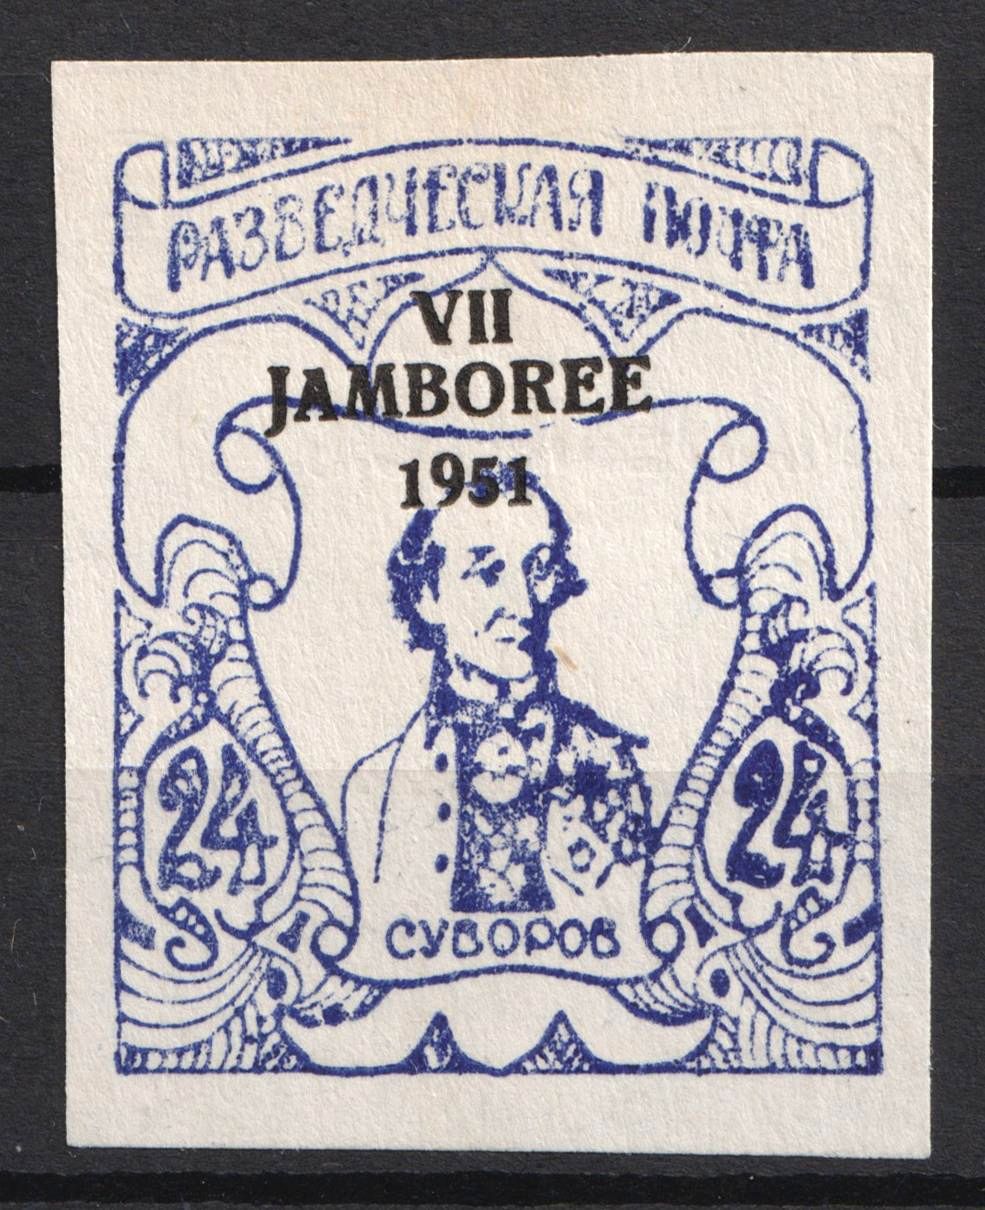 РАЗВЕДЧЕСКАЯ ПОЧТА
VII
JAMBOREE
1951
24 24
СУВОРОВ